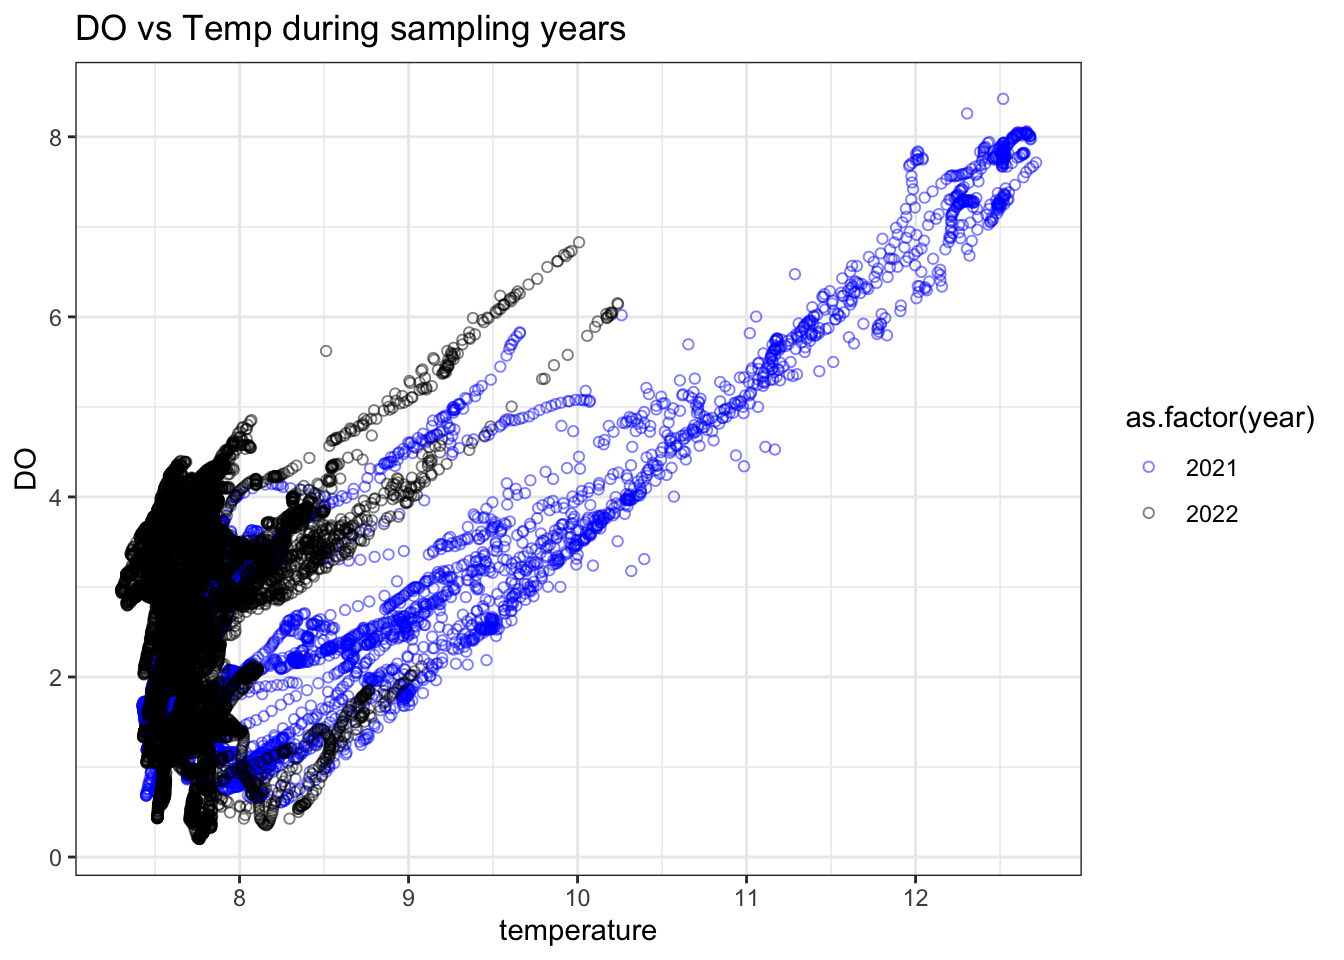 DO vs Temp during sampling years
8
6
4
2
0
DO
8 9 10 11 12
temperature
as.factor(year)
2021
2022